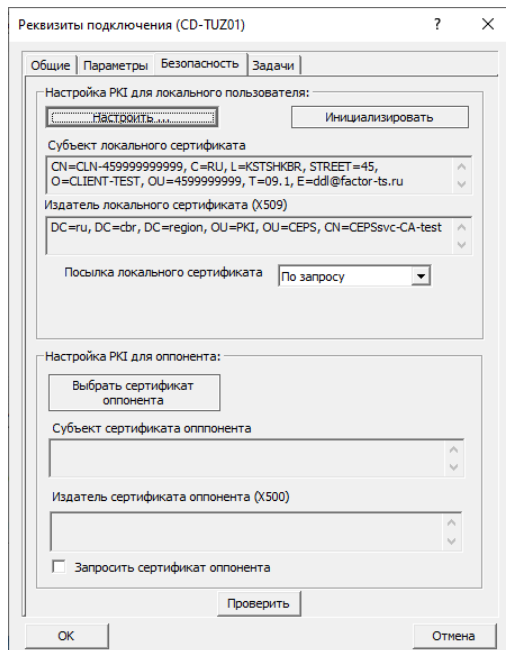 Реквизиты подключения (CD-TUZ01) ? ×
Общие Параметры Безопасность Задачи
Настройка PKI для локального пользователя:
Настроить ... Инициализировать
Субъект локального сертификата
CN=CLN-459999999999, C=RU, L=KSTSHKBR, STREET=45,
O=CLIENT-TEST, OU=4599999999, T=09.1, E=ddl@factor-ts.ru
Издатель локального сертификата (X509)
DC=ru, DC=cbr, DC=region, OU=PKI, OU=CEPS, CN=CEPSsvc-CA-test
Посылка локального сертификата По запросу
Настройка PKI для оппонента:
Выбрать сертификат
оппонента
Субъект сертификата опппонента
Издатель сертификата оппонента (X500)
Запросить сертификат оппонента
Проверить
OK Отмена